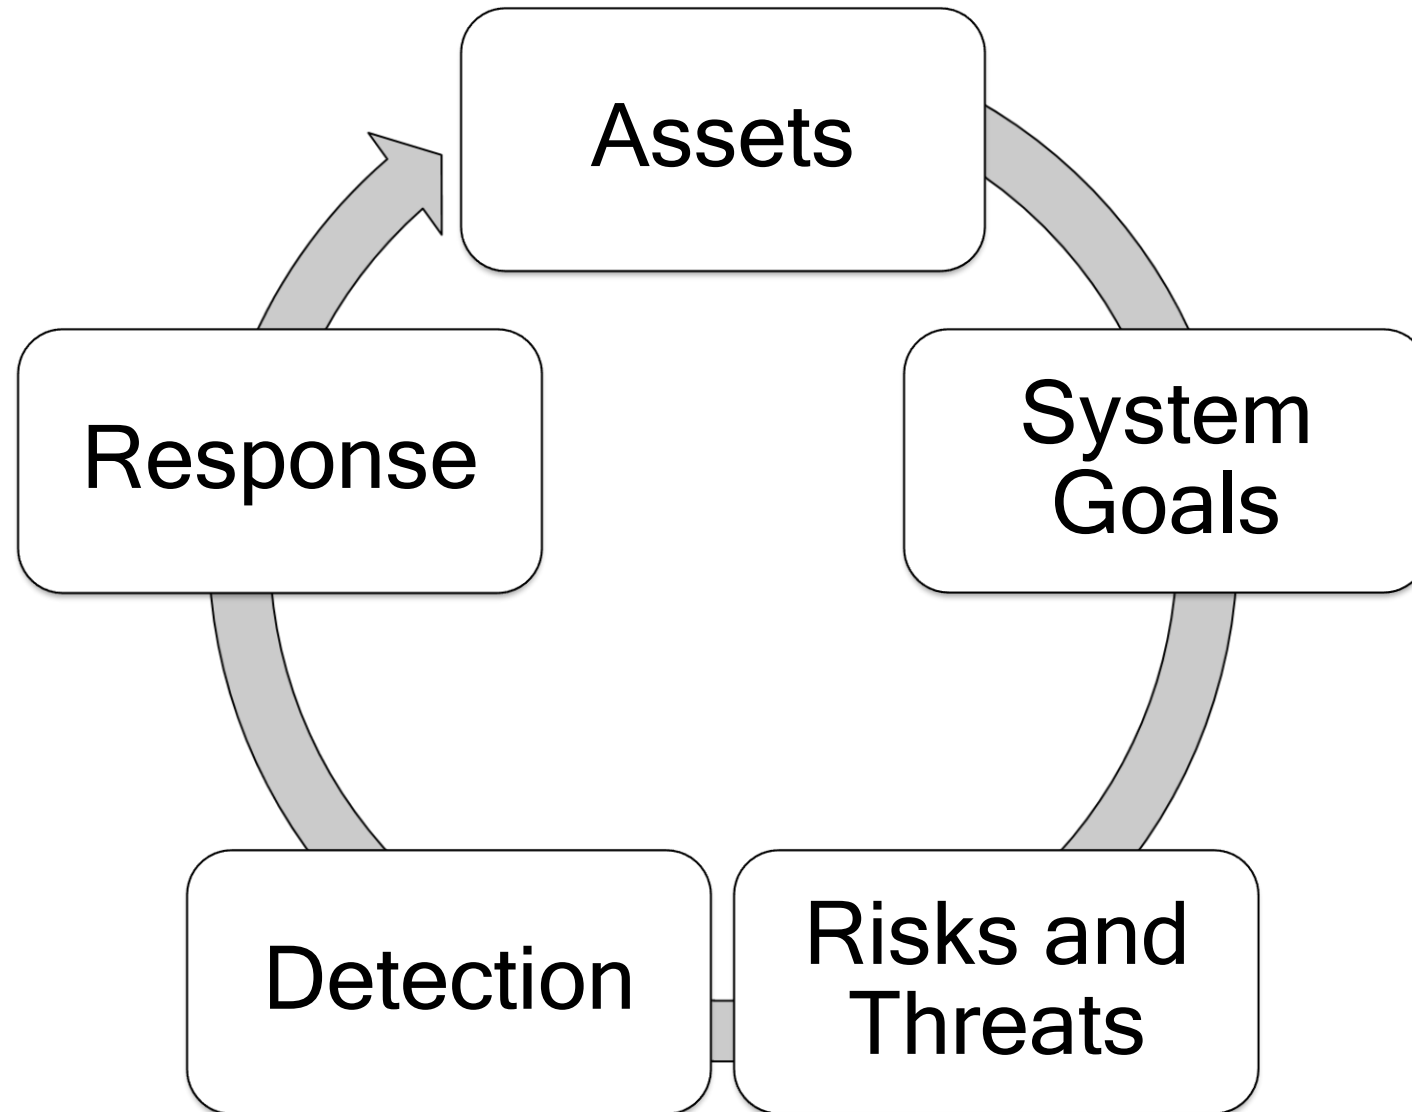 Assets
System
Goals
Risks and
Threats
Detection
Response